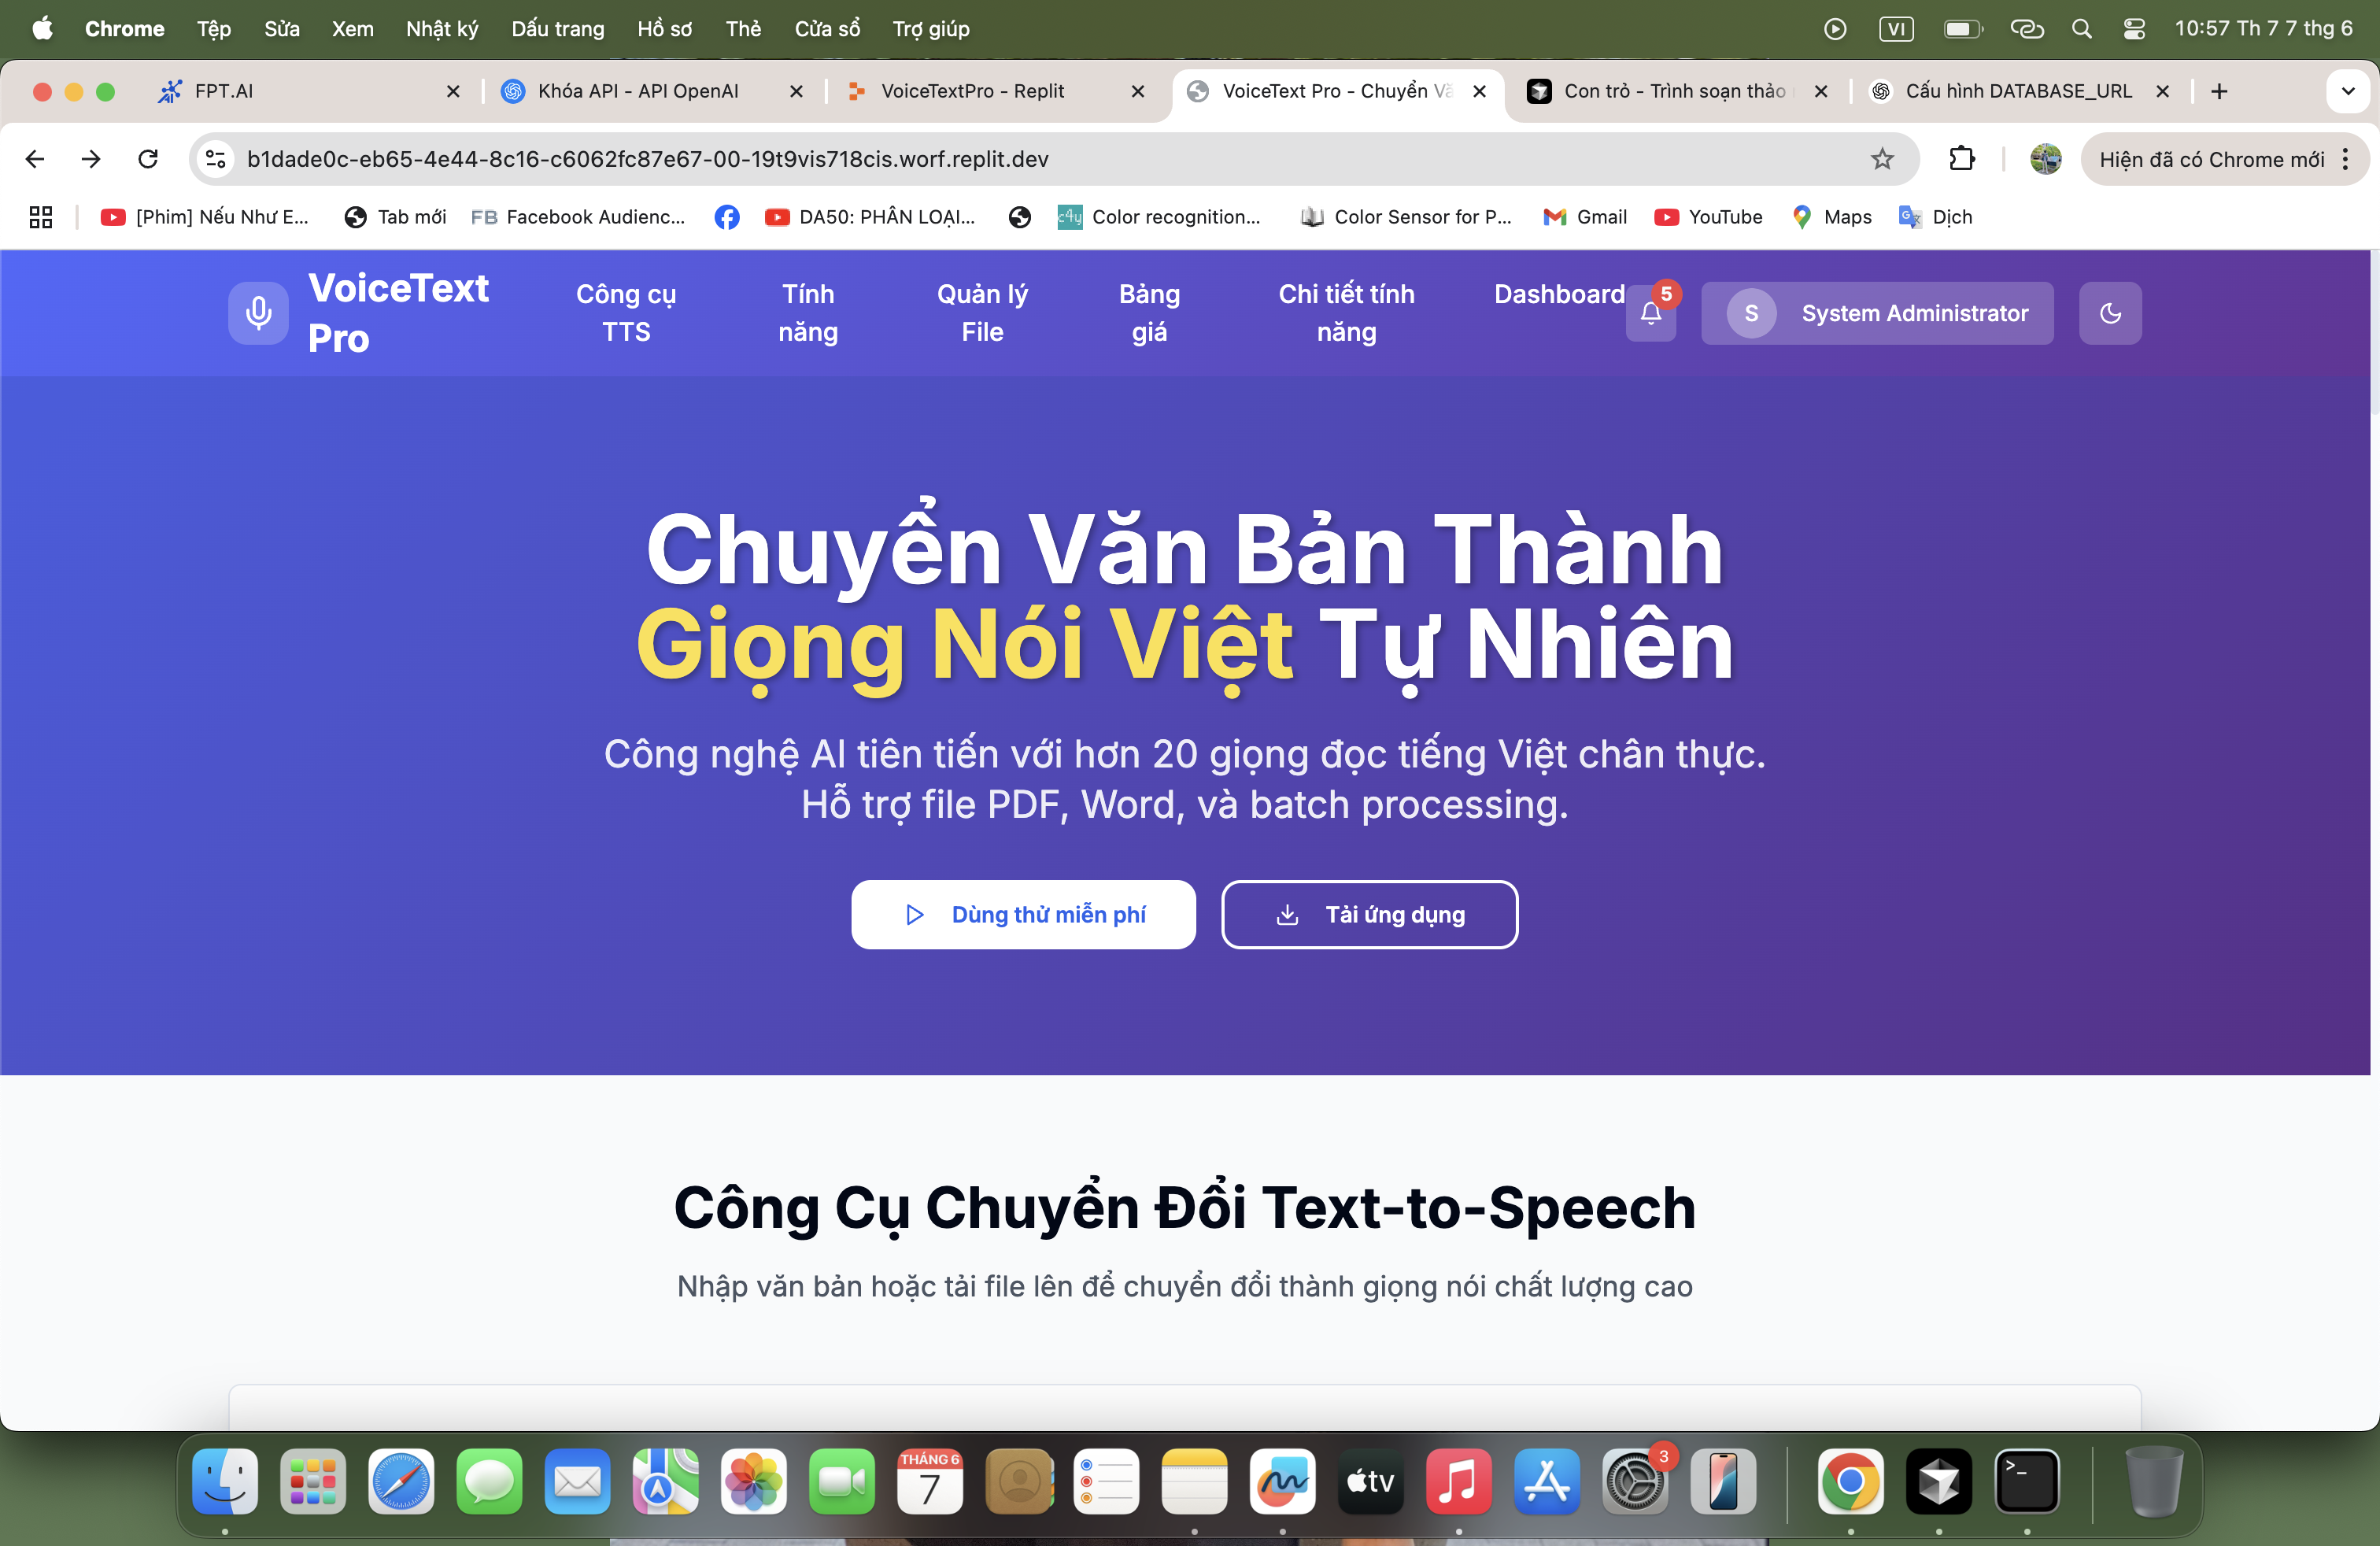 Chrome Tệp Sửa Xem Nhật ký Dấu trang Hồ sơ Thẻ Cửa sổ Trợ giúp VI 10:57 Th 7 7 thg 6
FPT.AI Khóa API - API OpenAI VoiceTextPro - Replit VoiceText Pro - Chuyển Vă Con trỏ - Trình soạn thảo Cấu hình DATABASE_URL
b1dade0c-eb65-4e44-8c16-c6062fc87e67-00-19t9vis718cis.worf.replit.dev Hiện đã có Chrome mới
[Phim] Nếu Như E... Tab mới FB Facebook Audienc... DA50: PHÂN LOẠI... c4y Color recognition... Color Sensor for P... Gmail YouTube Maps Dịch
VoiceText
Pro
Công cụ
TTS
Tính
năng
Quản lý
File
Bảng
giá
Chi tiết tính
năng
Dashboard
5
S System Administrator
Chuyển Văn Bản Thành
Giọng Nói Việt Tự Nhiên
Công nghệ AI tiên tiến với hơn 20 giọng đọc tiếng Việt chân thực.
Hỗ trợ file PDF, Word, và batch processing.
Dùng thử miễn phí Tải ứng dụng
Công Cụ Chuyển Đổi Text-to-Speech
Nhập văn bản hoặc tải file lên để chuyển đổi thành giọng nói chất lượng cao
THÁNG 6
7
tv
3
>_